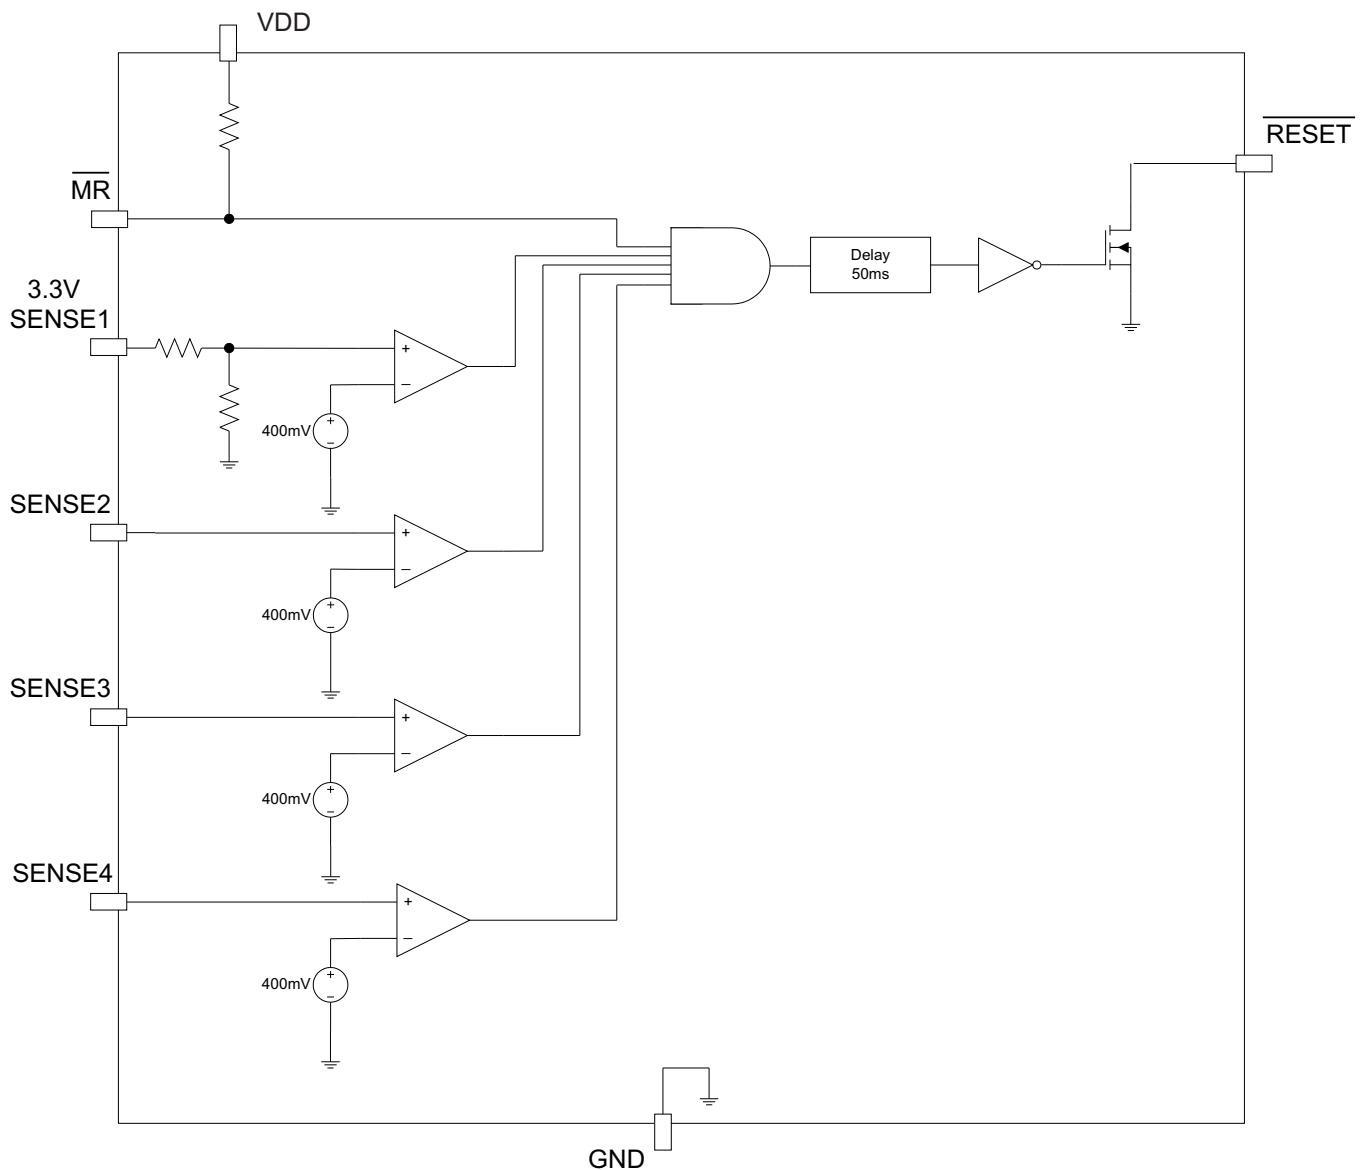 VDD
RESET
MR
Delay
50ms
3.3V
SENSE1
+
−
+
400mV
−
SENSE2
+
−
+
400mV
−
SENSE3
+
−
+
400mV
−
SENSE4
+
−
+
400mV
−
GND